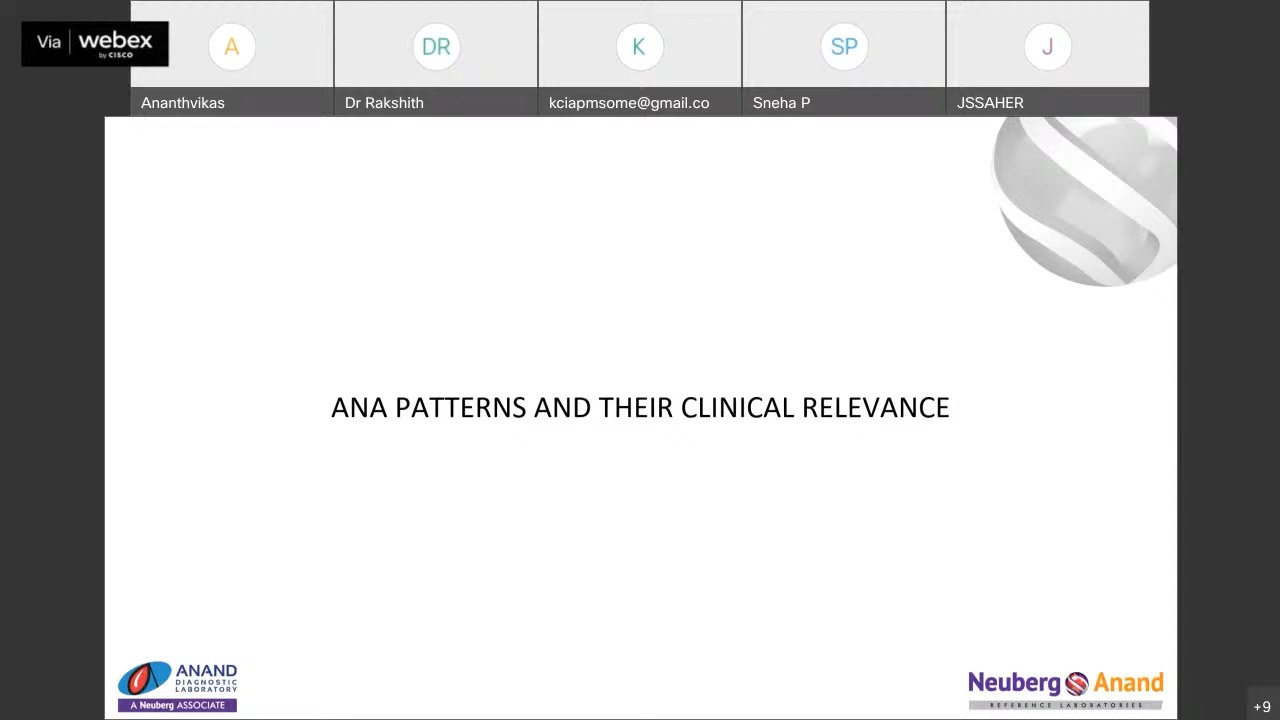 Via webex
by CISCO
A
DR
K
SP
J
Ananthvikas
Dr Rakshith
kciapmsome@gmail.co
Sneha P
JSSAHER
ANA PATTERNS AND THEIR CLINICAL RELEVANCE
ANAND
DIAGNOSTIC
LABORATORY
A Neuberg ASSOCIATE
Neuberg Anand
REFERENCE LABORATORIES
+9